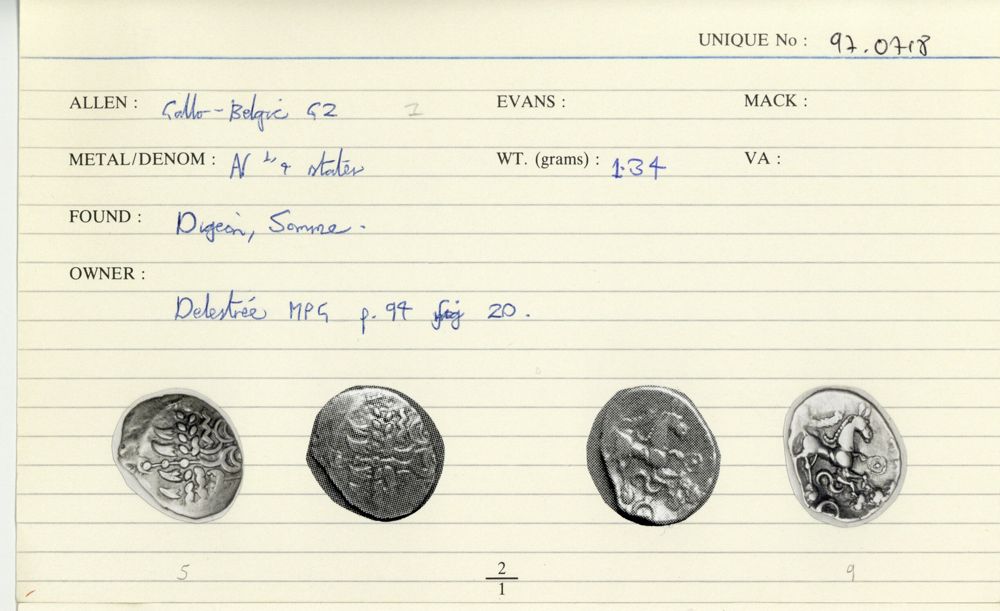 UNIQUE No : 97.0718
ALLEN : Gallo-Belgic G2 I EVANS : MACK :
METAL/DENOM : AV ¼ stater WT. (grams) : 1.34 VA :
FOUND : Digeon, Somme.
OWNER :
Delestrée MPG p. 94 fig 20.
5 2/1 9